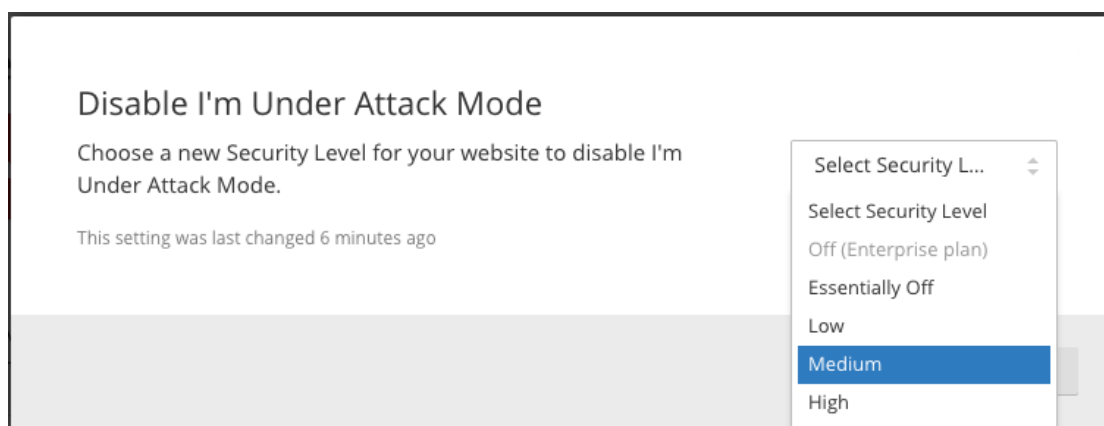 Disable I'm Under Attack Mode
Choose a new Security Level for your website to disable I'm
Under Attack Mode.
This setting was last changed 6 minutes ago
Select Security L...
Select Security Level
Off (Enterprise plan)
Essentially Off
Low
Medium
High